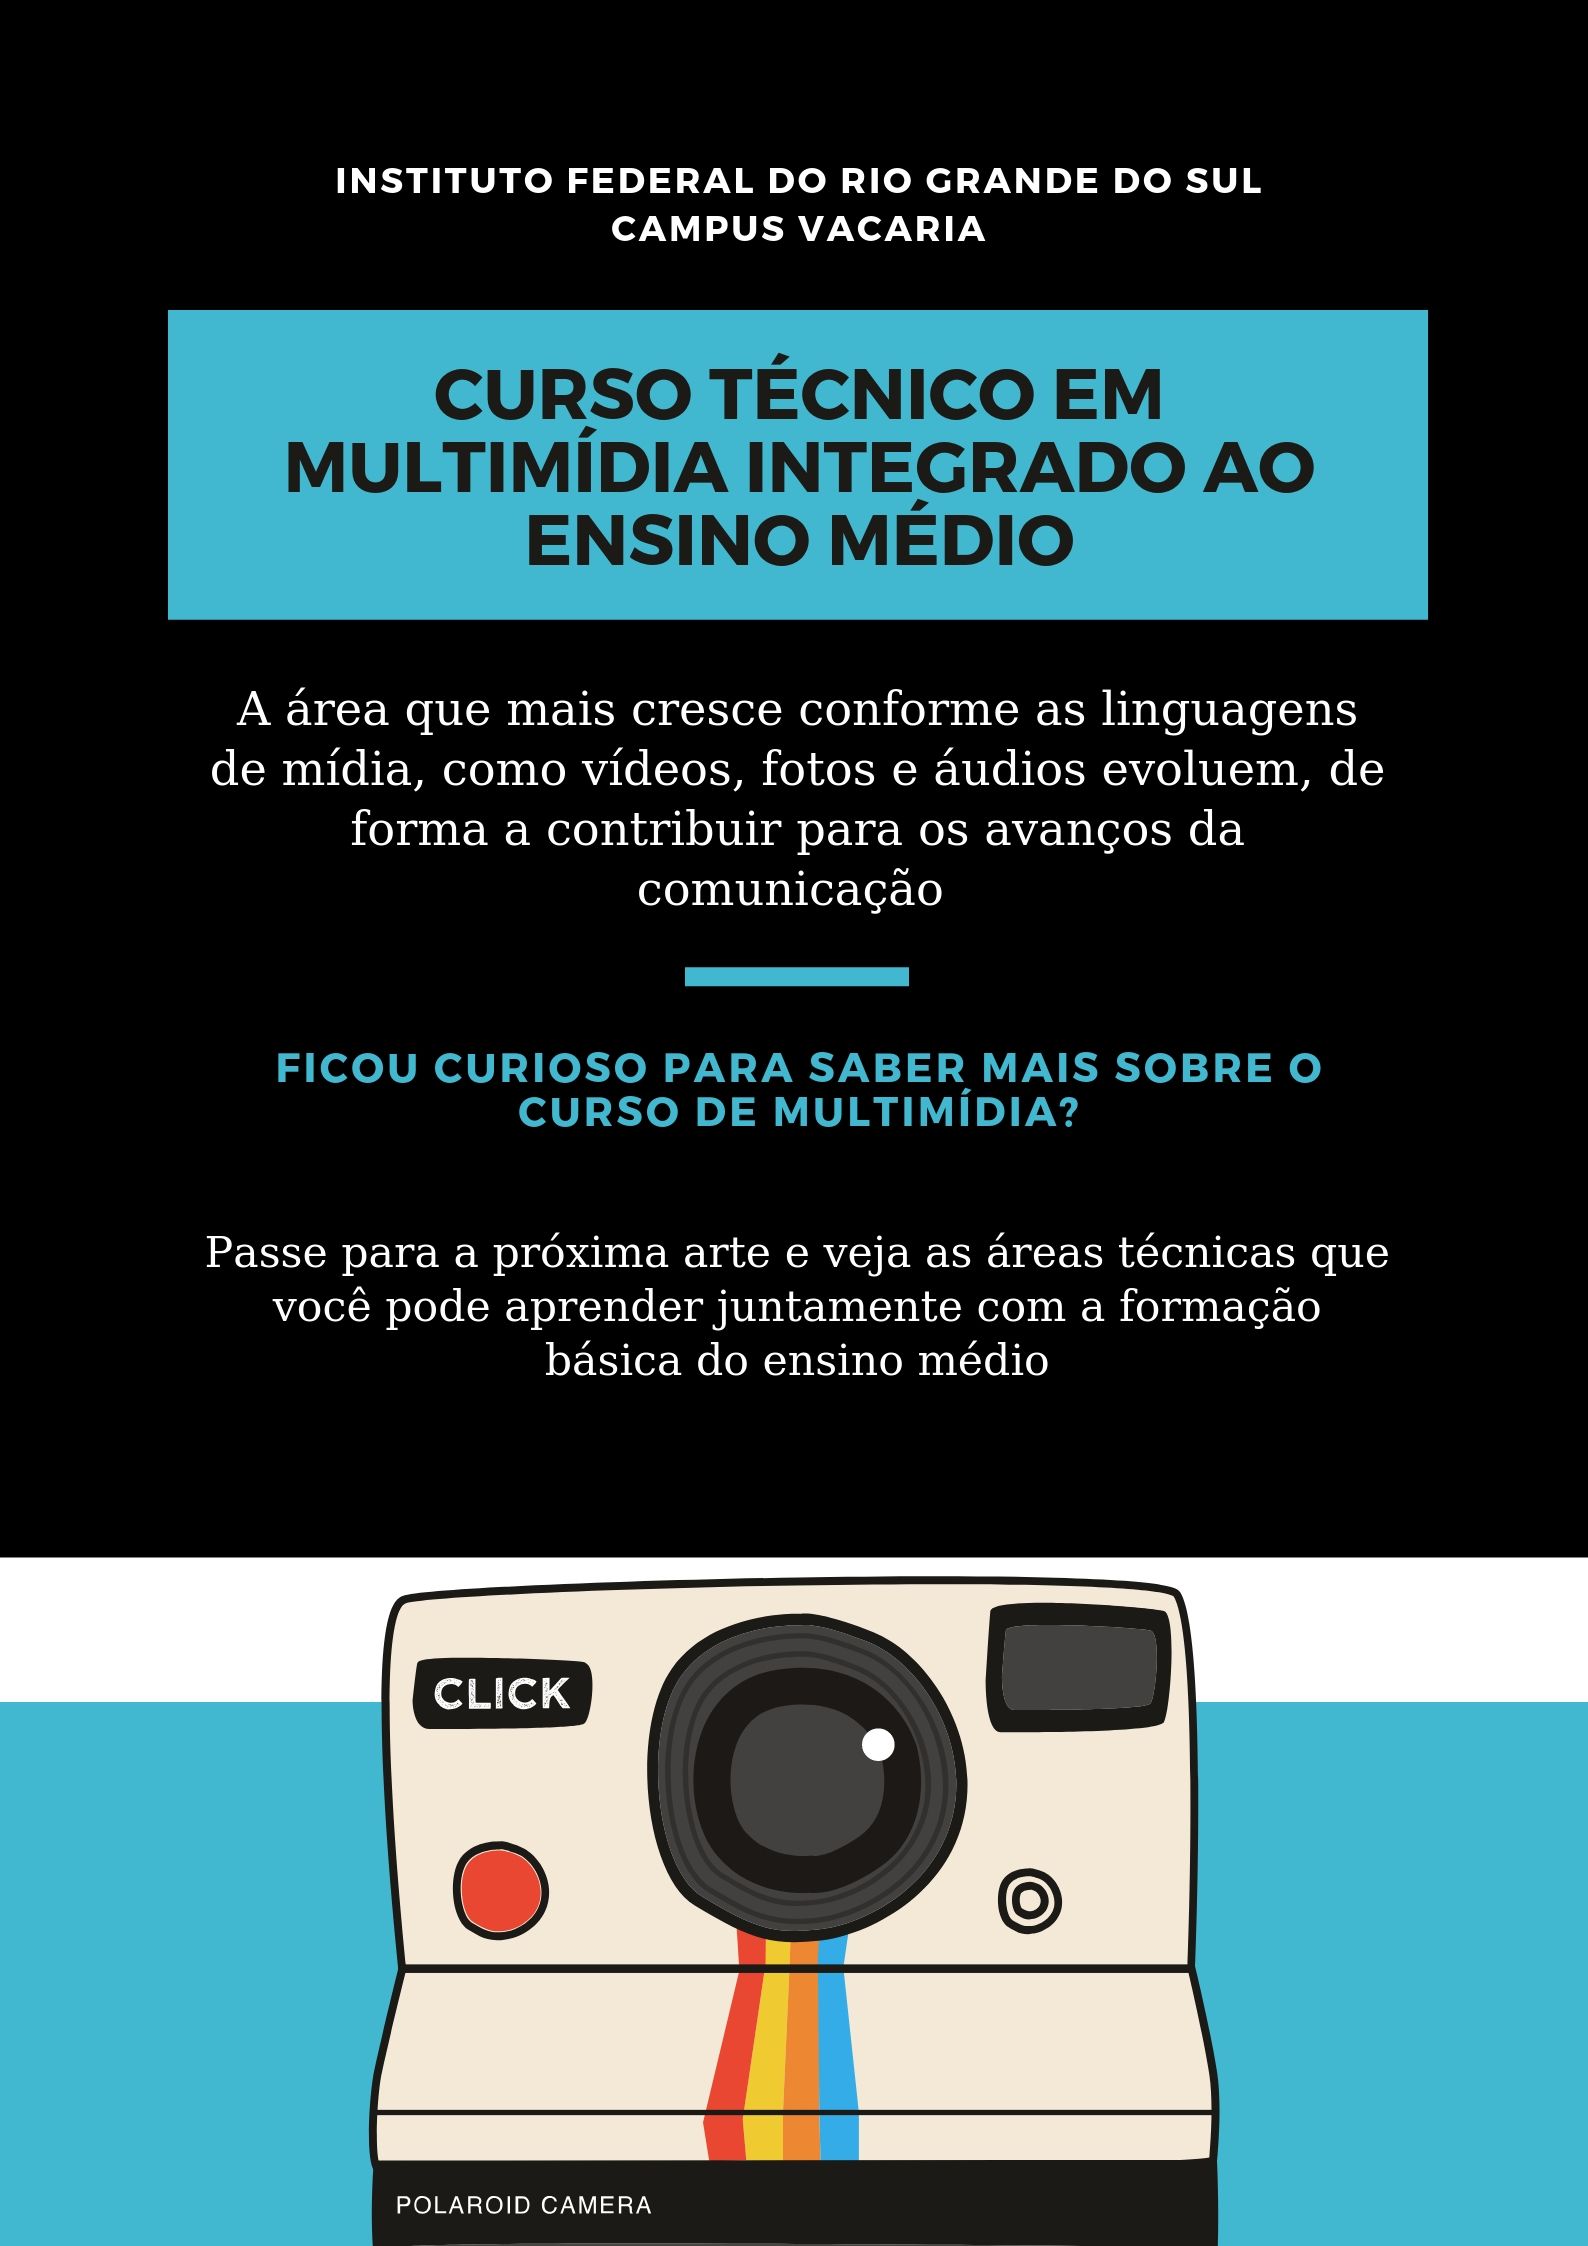 INSTITUTO FEDERAL DO RIO GRANDE DO SUL
CAMPUS VACARIA
CURSO TÉCNICO EM
MULTIMÍDIA INTEGRADO AO
ENSINO MÉDIO
A área que mais cresce conforme as linguagens
de mídia, como vídeos, fotos e áudios evoluem, de
forma a contribuir para os avanços da
comunicação
FICOU CURIOSO PARA SABER MAIS SOBRE O
CURSO DE MULTIMÍDIA?
Passe para a próxima arte e veja as áreas técnicas que
você pode aprender juntamente com a formação
básica do ensino médio
CLICK
POLAROID CAMERA